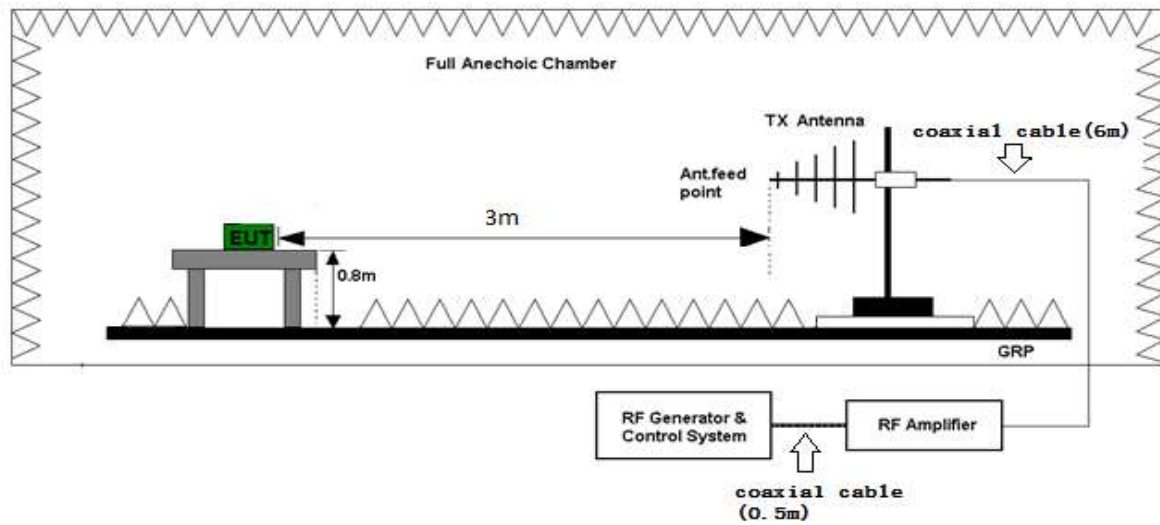 Full Anechoic Chamber
TX Antenna
coaxial cable(6m)
Ant.feed
point
3m
EUT
0.8m
GRP
RF Generator &
Control System
RF Amplifier
coaxial cable
(0.5m)